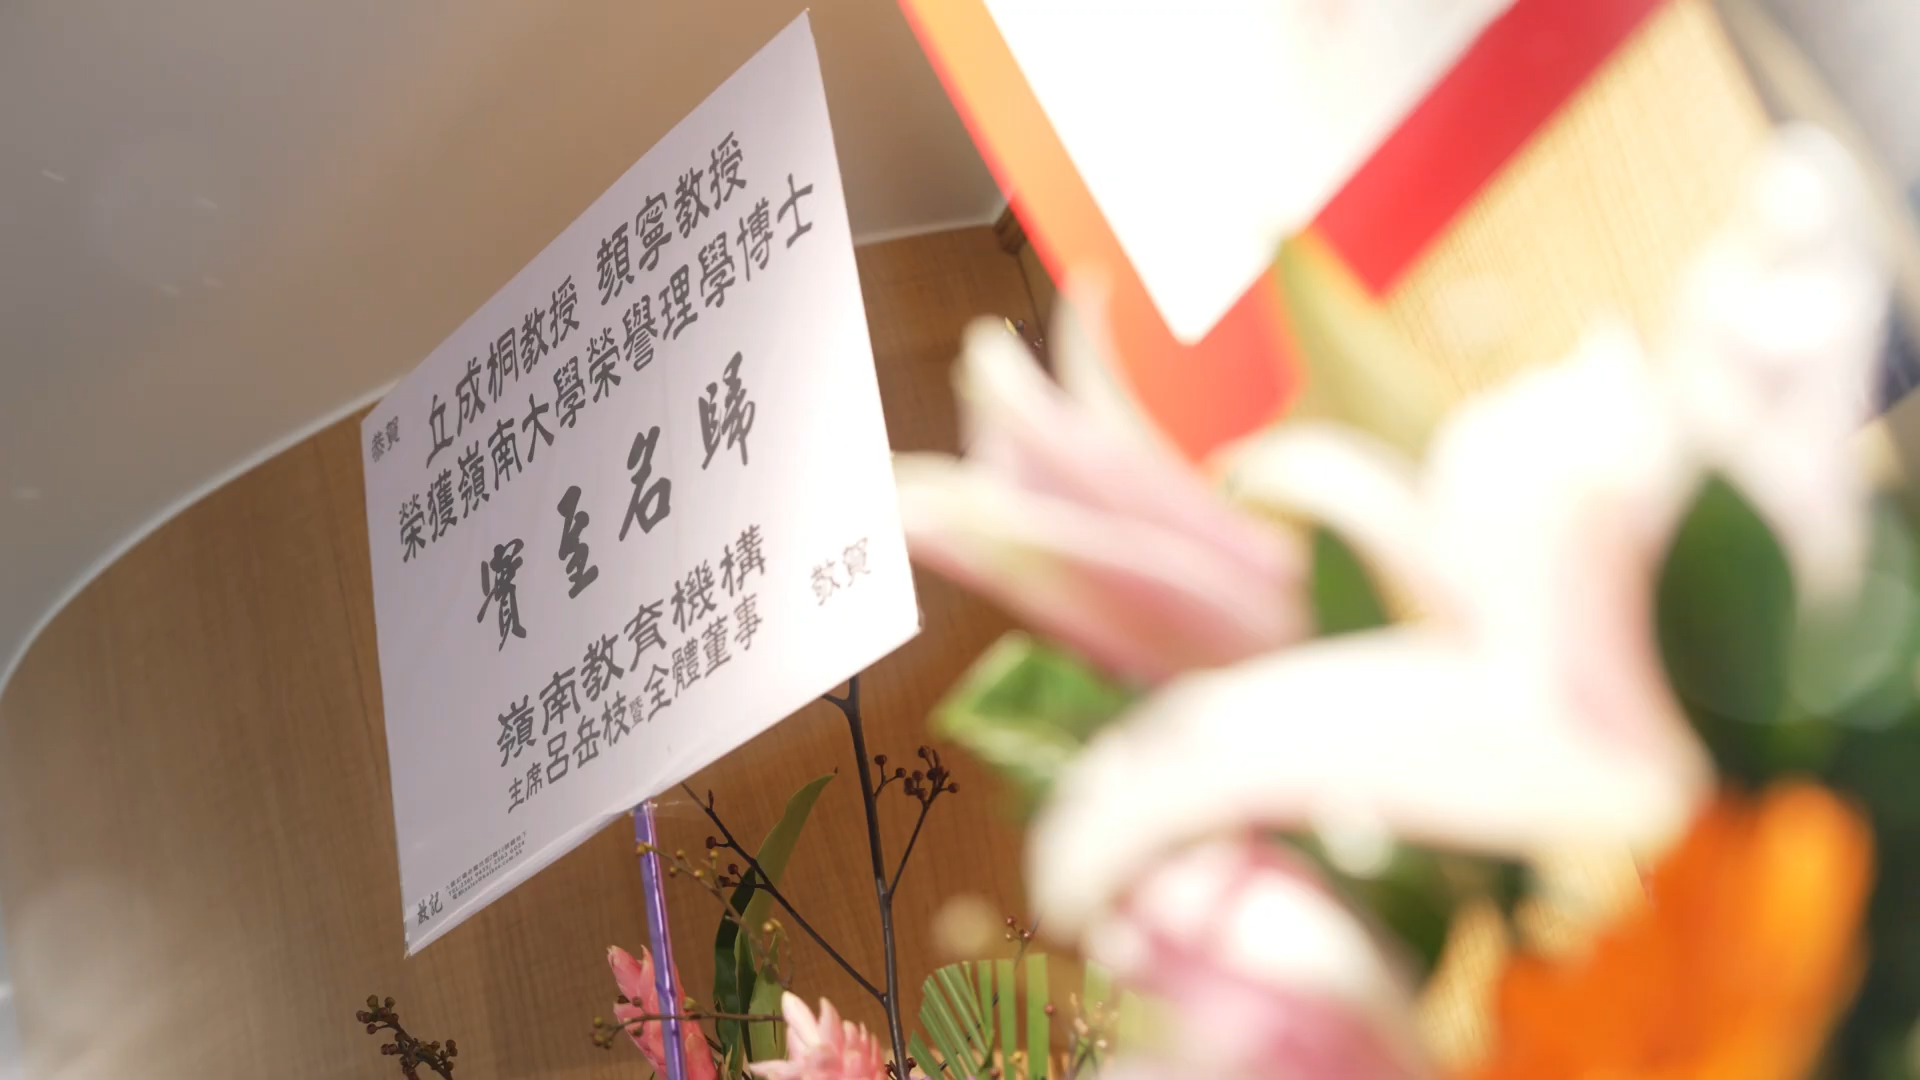 恭賀
丘成桐教授 顏寧教授
榮獲嶺南大學榮譽理學博士
實至名歸
嶺南教育機構
主席呂岳枝暨全體董事
敬賀